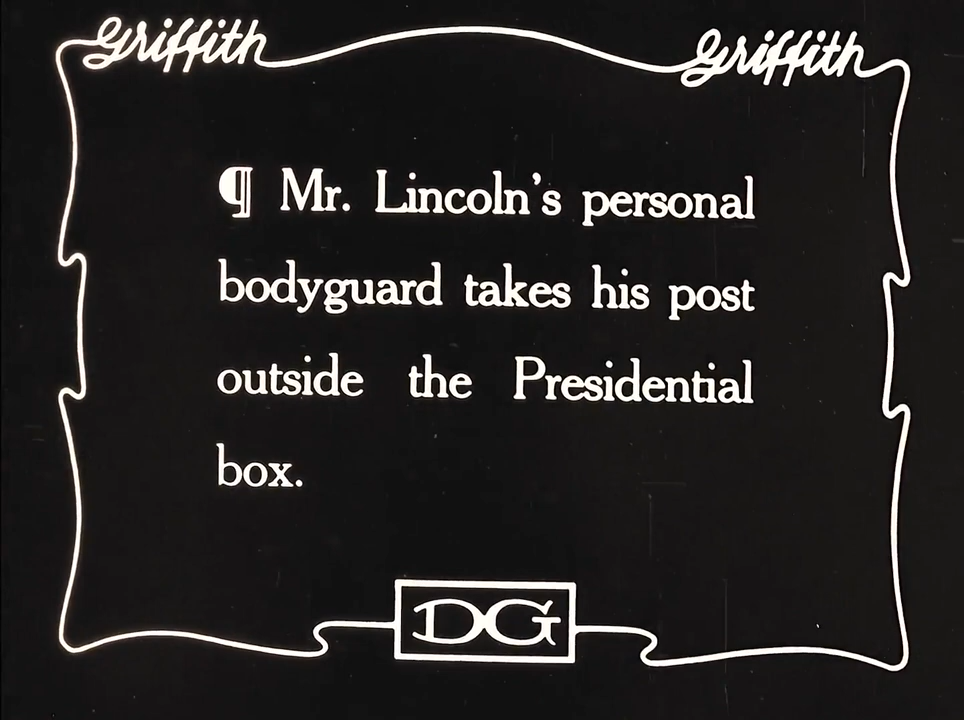 Griffith Griffith
¶ Mr. Lincoln's personal
bodyguard takes his post
outside the Presidential
box.
DG